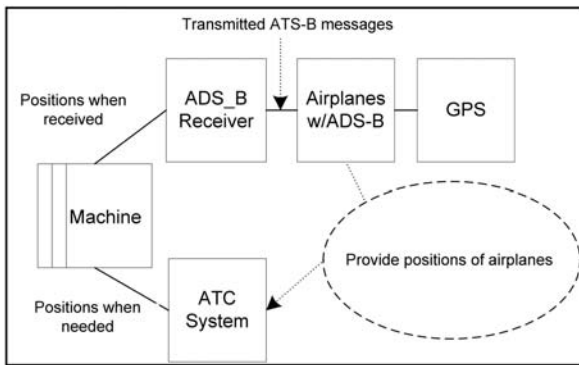 Transmitted ATS-B messages
Positions when
received
ADS_B
Receiver
Airplanes
w/ADS-B
GPS
Machine
Provide positions of airplanes
Positions when
needed
ATC
System